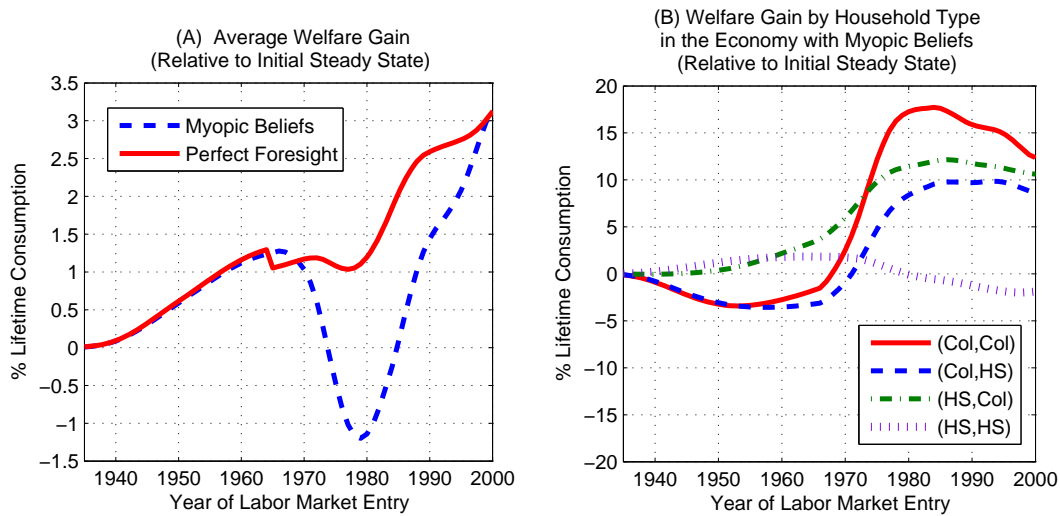 (A) Average Welfare Gain
(Relative to Initial Steady State)
3.5
3
2.5
2
1.5
1
0.5
0
−0.5
−1
−1.5
% Lifetime Consumption
Myopic Beliefs
Perfect Foresight
1940 1950 1960 1970 1980 1990 2000
Year of Labor Market Entry
(B) Welfare Gain by Household Type
in the Economy with Myopic Beliefs
(Relative to Initial Steady State)
20
15
10
5
0
−5
−10
−15
−20
% Lifetime Consumption
(Col,Col)
(Col,HS)
(HS,Col)
(HS,HS)
1940 1950 1960 1970 1980 1990 2000
Year of Labor Market Entry